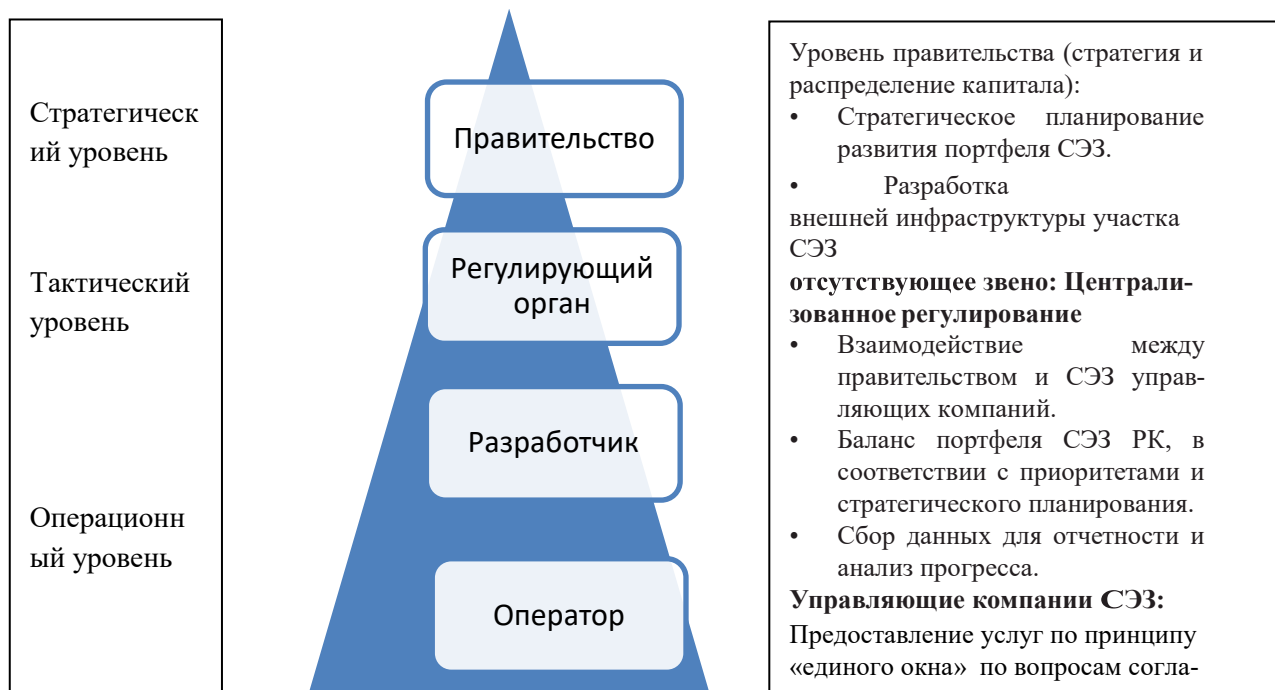 Стратегическ
ий уровень
Тактический
уровень
Операционн
ый уровень
Правительство
Регулирующий
орган
Разработчик
Оператор
Уровень правительства (стратегия и
распределение капитала):
• Стратегическое планирование
развития портфеля СЭЗ.
• Разработка
внешней инфраструктуры участка
СЭЗ
отсутствующее звено: Централи-
зованное регулирование
• Взаимодействие между
правительством и СЭЗ управ-
ляющих компаний.
• Баланс портфеля СЭЗ РК, в
соответствии с приоритетами и
стратегического планирования.
• Сбор данных для отчетности и
анализ прогресса.
Управляющие компании СЭЗ:
Предоставление услуг по принципу
«единого окна» по вопросам согла-